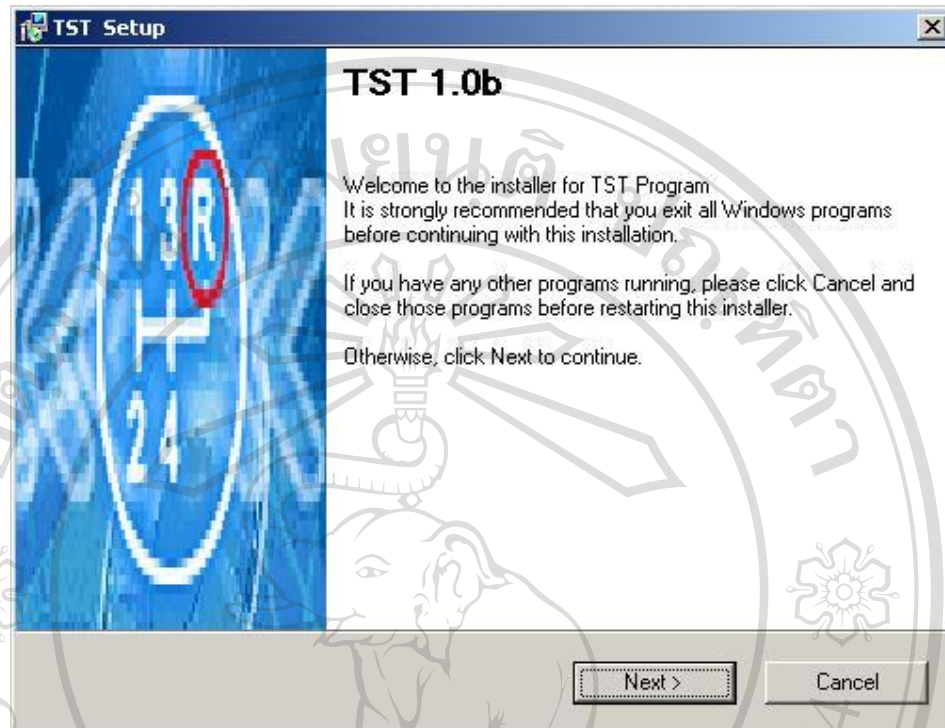 TST Setup
TST 1.0b
Welcome to the installer for TST Program
It is strongly recommended that you exit all Windows programs
before continuing with this installation.
If you have any other programs running, please click Cancel and
close those programs before restarting this installer.
Otherwise, click Next to continue.
1 3 R
2 4
Next >
Cancel